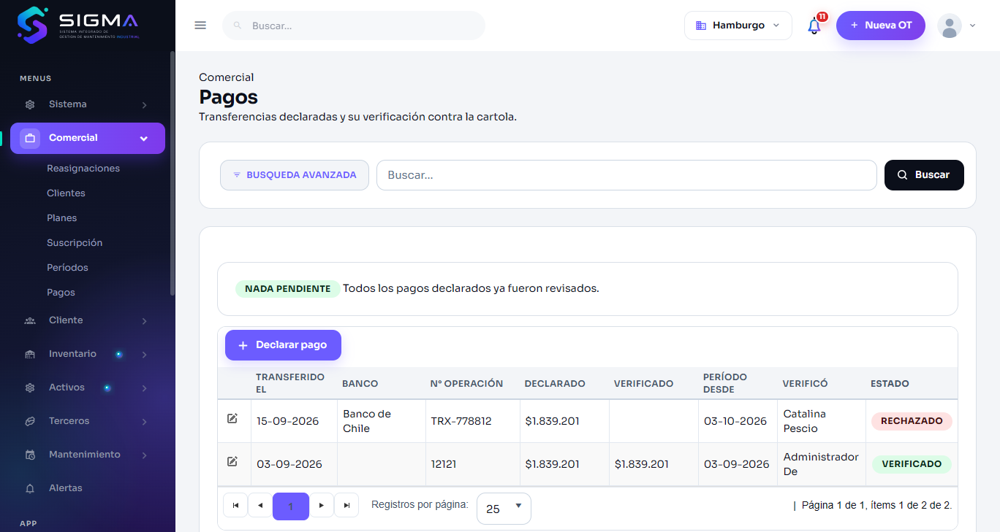 SIGMA
SISTEMA INTEGRADO DE
GESTION DE MANTENIMIENTO INDUSTRIAL
Buscar...
Hamburgo
11
+ Nueva OT
MENUS
Sistema
Comercial
Reasignaciones
Clientes
Planes
Suscripción
Períodos
Pagos
Cliente
Inventario
Activos
Terceros
Mantenimiento
Alertas
APP
Comercial
Pagos
Transferencias declaradas y su verificación contra la cartola.
BUSQUEDA AVANZADA
Buscar...
Buscar
NADA PENDIENTE Todos los pagos declarados ya fueron revisados.
+ Declarar pago
TRANSFERIDO EL BANCO N° OPERACIÓN DECLARADO VERIFICADO PERÍODO DESDE VERIFICÓ ESTADO
15-09-2026 Banco de Chile TRX-778812 $1.839.201 03-10-2026 Catalina Pescio RECHAZADO
03-09-2026 12121 $1.839.201 $1.839.201 03-09-2026 Administrador De VERIFICADO
1 Registros por página: 25 | Página 1 de 1, ítems 1 de 2 de 2.